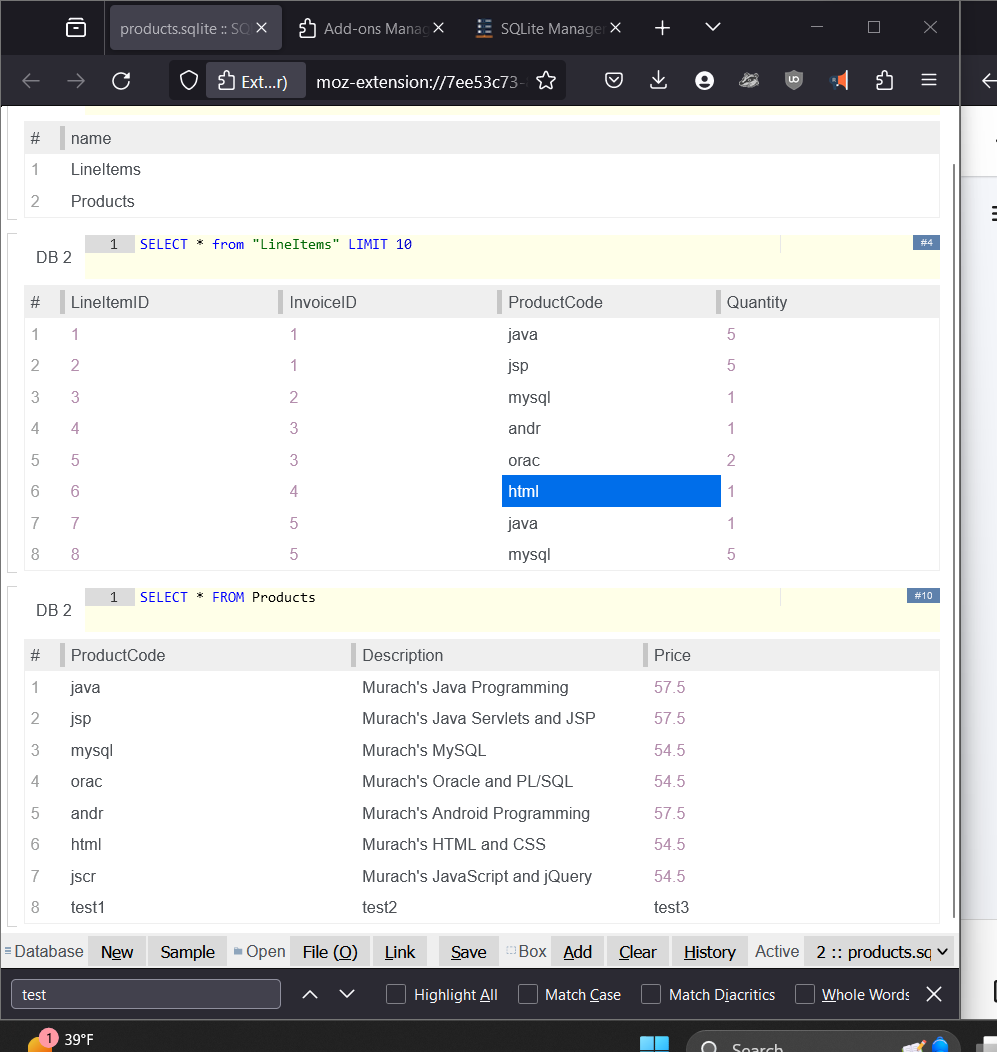 products.sqlite :: SQ
Add-ons Manag
SQLite Manage
Ext...r)
moz-extension://7ee53c73-
# name
1 LineItems
2 Products
DB 2
1 SELECT * from "LineItems" LIMIT 10
#4
# LineItemID InvoiceID ProductCode Quantity
1 1 1 java 5
2 2 1 jsp 5
3 3 2 mysql 1
4 4 3 andr 1
5 5 3 orac 2
6 6 4 html 1
7 7 5 java 1
8 8 5 mysql 5
DB 2
1 SELECT * FROM Products
#10
# ProductCode Description Price
1 java Murach's Java Programming 57.5
2 jsp Murach's Java Servlets and JSP 57.5
3 mysql Murach's MySQL 54.5
4 orac Murach's Oracle and PL/SQL 54.5
5 andr Murach's Android Programming 57.5
6 html Murach's HTML and CSS 54.5
7 jscr Murach's JavaScript and jQuery 54.5
8 test1 test2 test3
Database New Sample Open File (O) Link Save Box Add Clear History Active 2 :: products.sq
test Highlight All Match Case Match Diacritics Whole Words
1 39°F Search